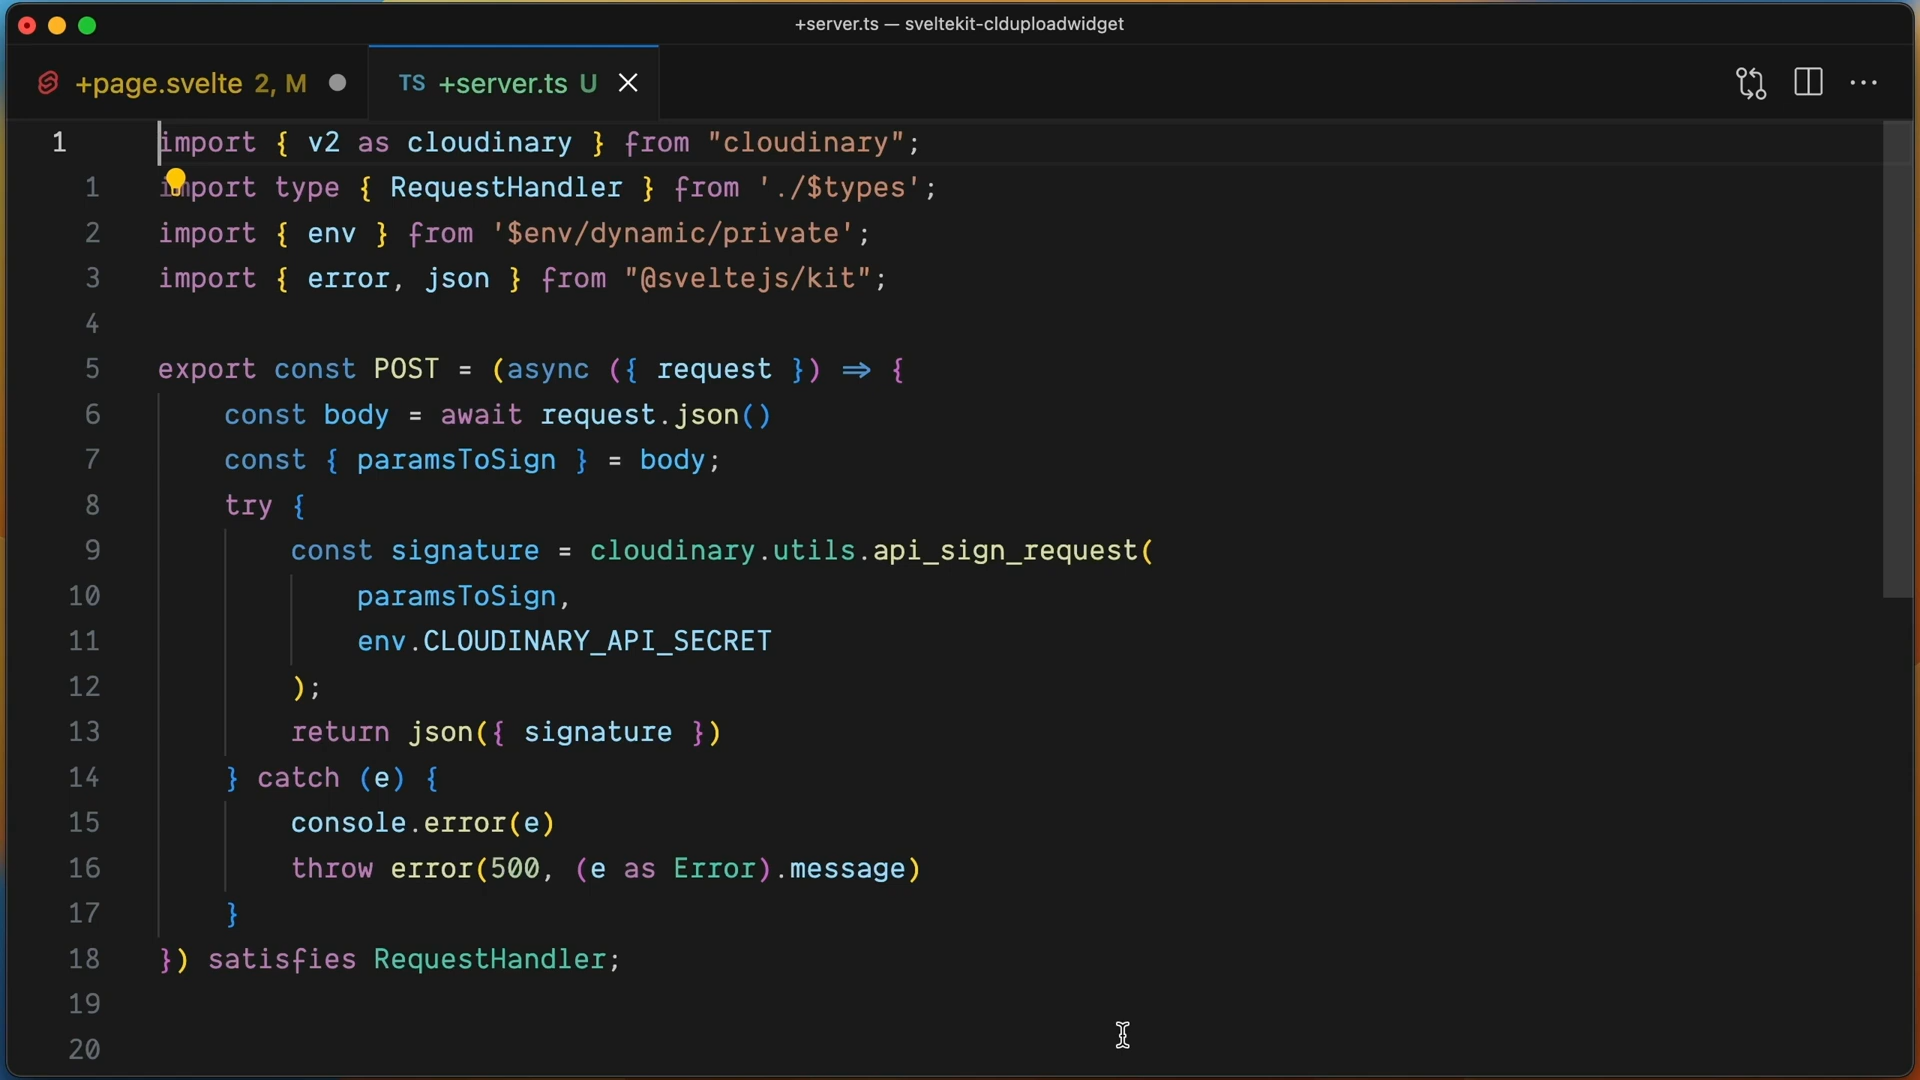 +server.ts — sveltekit-clduploadwidget
+page.svelte 2, M TS +server.ts U
1 import { v2 as cloudinary } from "cloudinary";
1 import type { RequestHandler } from './$types';
2 import { env } from '$env/dynamic/private';
3 import { error, json } from "@sveltejs/kit";
4
5 export const POST = (async ({ request }) => {
6 const body = await request.json()
7 const { paramsToSign } = body;
8 try {
9 const signature = cloudinary.utils.api_sign_request(
10 paramsToSign,
11 env.CLOUDINARY_API_SECRET
12 );
13 return json({ signature })
14 } catch (e) {
15 console.error(e)
16 throw error(500, (e as Error).message)
17 }
18 }) satisfies RequestHandler;
19
20